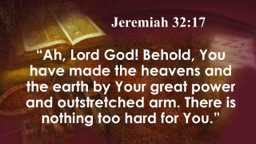 Jeremiah 32:17
“Ah, Lord God! Behold, You
have made the heavens and
the earth by Your great power
and outstretched arm. There is
nothing too hard for You.”